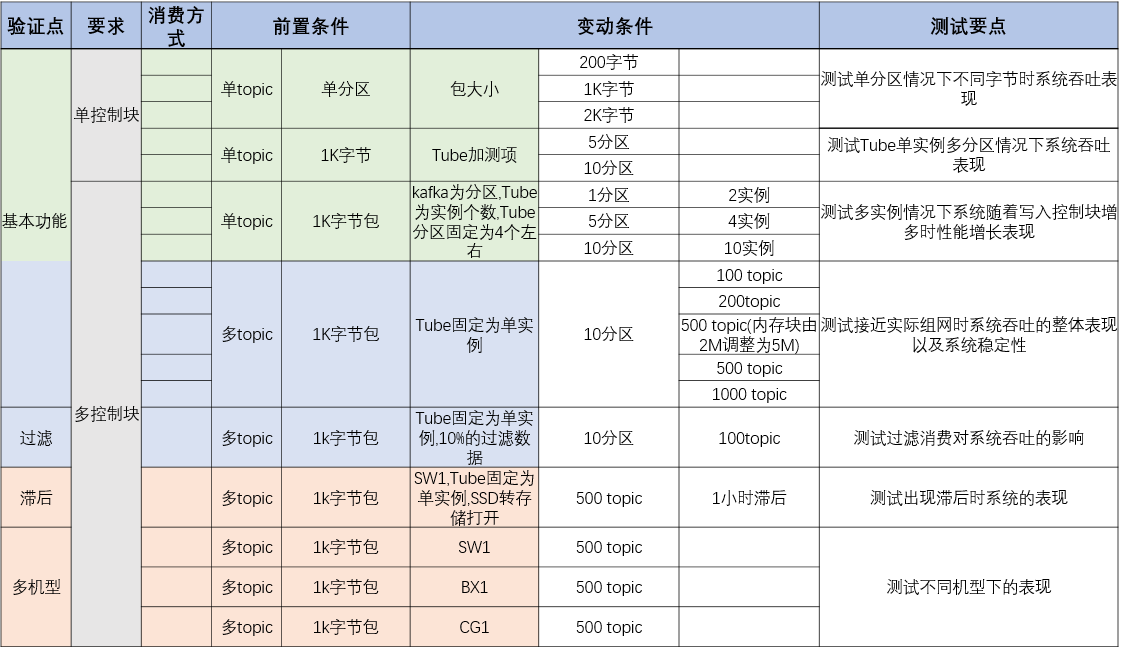 验证点
要求
消费方
式
前置条件
变动条件
测试要点
基本功能
单控制块
单topic
单分区
包大小
200字节
1K字节
2K字节
测试单分区情况下不同字节时系统吞吐表
现
单topic
1K字节
Tube加测项
5分区
10分区
测试Tube单实例多分区情况下系统吞吐
表现
多控制块
单topic
1K字节包
kafka为分区,Tube
为实例个数,Tube
分区固定为4个左
右
1分区
2实例
5分区
4实例
10分区
10实例
测试多实例情况下系统随着写入控制块增
多时性能增长表现
多topic
1K字节包
Tube固定为单实
例
10分区
100 topic
200topic
500 topic(内存块由
2M调整为5M)
500 topic
1000 topic
测试接近实际组网时系统吞吐的整体表现
以及系统稳定性
过滤
多topic
1k字节包
Tube固定为单实
例,10%的过滤数
据
10分区
100topic
测试过滤消费对系统吞吐的影响
滞后
多topic
1k字节包
SW1,Tube固定为
单实例,SSD转存
储打开
500 topic
1小时滞后
测试出现滞后时系统的表现
多机型
多topic
1k字节包
SW1
500 topic
多topic
1k字节包
BX1
500 topic
多topic
1k字节包
CG1
500 topic
测试不同机型下的表现